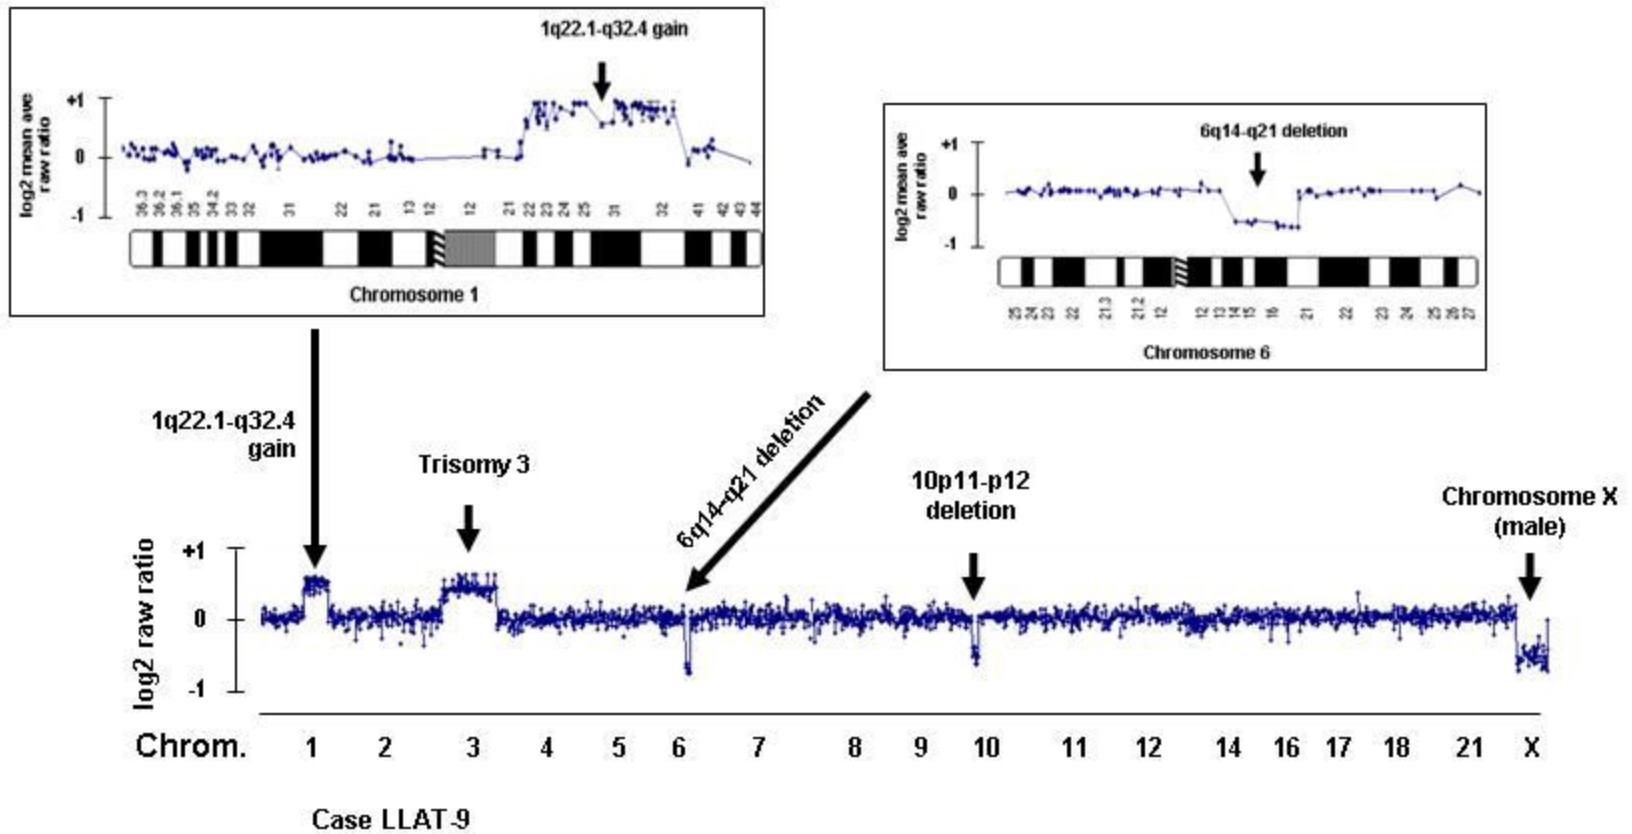 1q22.1-q32.4 gain
log2 mean ave
raw ratio
+1
0
-1
36.3 36.2 36.1 35 34.2 33 32 31 22 21 13 12 12 21 22 23 24 25 31 32 41 42 43 44
Chromosome 1
6q14-q21 deletion
log2 mean ave
raw ratio
+1
0
-1
25 24 23 22 21.3 21.2 12 12 13 14 15 16 21 22 23 24 25 26 27
Chromosome 6
1q22.1-q32.4
gain
Trisomy 3
6q14-q21 deletion
10p11-p12
deletion
Chromosome X
(male)
log2 raw ratio
+1
0
-1
Chrom. 1 2 3 4 5 6 7 8 9 10 11 12 14 16 17 18 21 X
Case LLAT-9